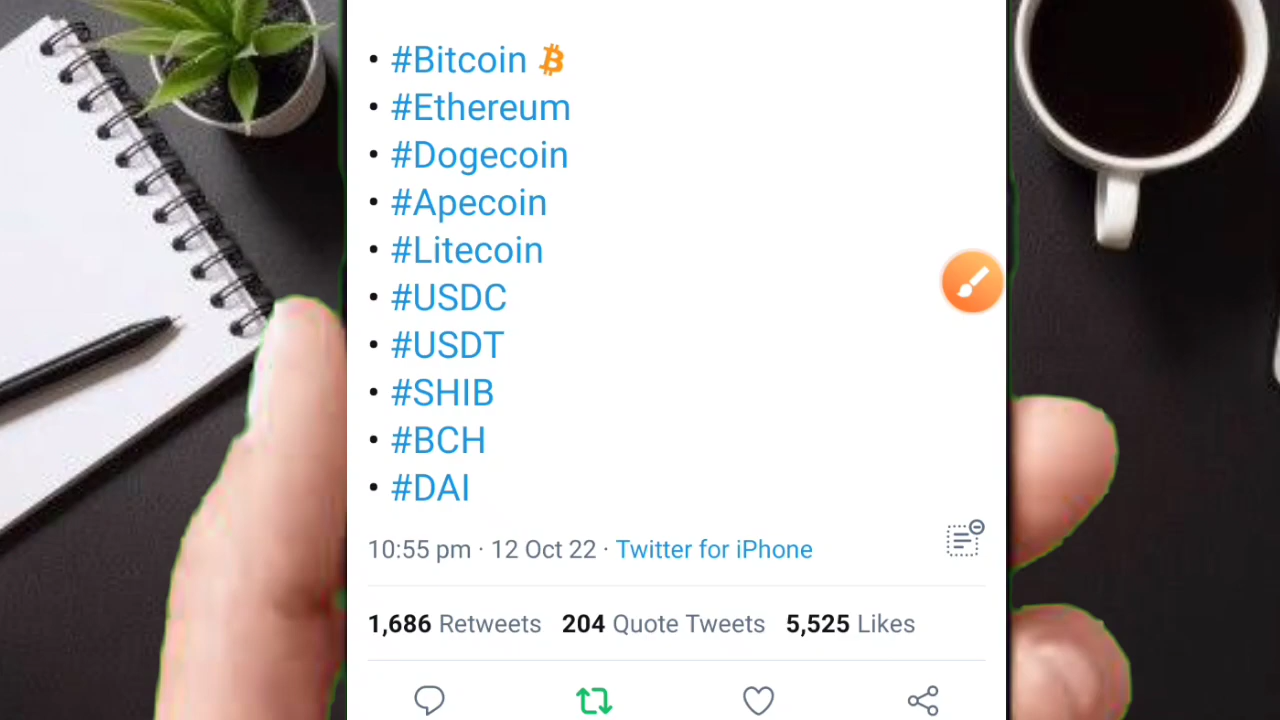 • #Bitcoin
• #Ethereum
• #Dogecoin
• #Apecoin
• #Litecoin
• #USDC
• #USDT
• #SHIB
• #BCH
• #DAI
10:55 pm · 12 Oct 22 · Twitter for iPhone
1,686 Retweets 204 Quote Tweets 5,525 Likes